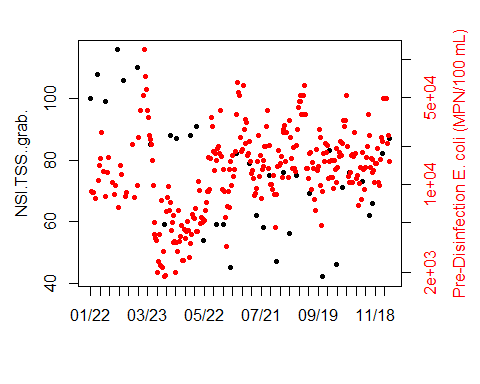 NSI.TSS..grab.
40
60
80
100
2e+03
1e+04
5e+04
Pre-Disinfection E. coli (MPN/100 mL)
01/22
03/23
05/22
07/21
09/19
11/18